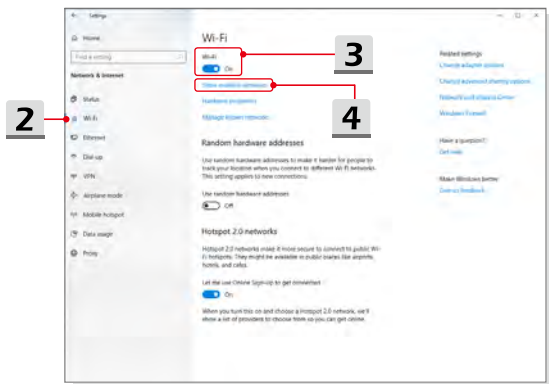 Settings
Home
Find a setting
Network & Internet
Status
2
Wi-Fi
Ethernet
Dial-up
VPN
Airplane mode
Mobile hotspot
Data usage
Proxy
Wi-Fi
Wi-Fi
On
3
Show available networks
4
Hardware properties
Manage known networks
Random hardware addresses
Use random hardware addresses to make it harder for people to
track your location when you connect to different Wi-Fi networks.
This setting applies to new connections.
Use random hardware addresses
Off
Hotspot 2.0 networks
Hotspot 2.0 networks make it more secure to connect to public Wi-
Fi hotspots. They might be available in public places like airports,
hotels, and cafes.
Let me use Online Sign-Up to get connected
On
When you turn this on and choose a Hotspot 2.0 network, we'll
show a list of providers to choose from so you can get online.
Related settings
Change adapter options
Change advanced sharing options
Network and Sharing Center
Windows Firewall
Have a question?
Get help
Make Windows better
Give us feedback